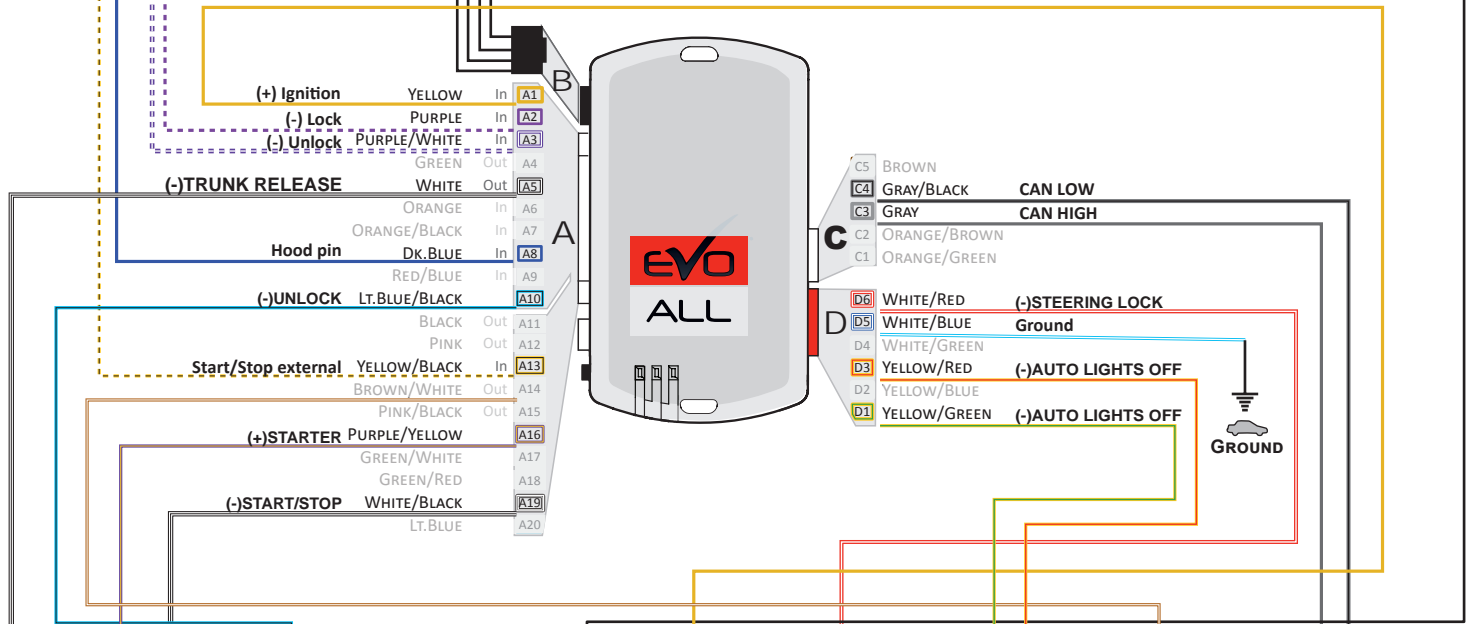 B
(+) Ignition YELLOW In A1
(-) Lock PURPLE In A2
(-) Unlock PURPLE/WHITE In A3
GREEN Out A4
(-)TRUNK RELEASE WHITE Out A5
ORANGE In A6
ORANGE/BLACK In A7
A
Hood pin DK.BLUE In A8
RED/BLUE In A9
(-)UNLOCK LT.BLUE/BLACK A10
BLACK Out A11
PINK Out A12
Start/Stop external YELLOW/BLACK In A13
BROWN/WHITE Out A14
PINK/BLACK Out A15
(+)STARTER PURPLE/YELLOW A16
GREEN/WHITE A17
GREEN/RED A18
(-)START/STOP WHITE/BLACK A19
LT.BLUE A20
EVO
ALL
C
C5 BROWN
C4 GRAY/BLACK CAN LOW
C3 GRAY CAN HIGH
C2 ORANGE/BROWN
C1 ORANGE/GREEN
D
D6 WHITE/RED (-)STEERING LOCK
D5 WHITE/BLUE Ground
D4 WHITE/GREEN
D3 YELLOW/RED (-)AUTO LIGHTS OFF
D2 YELLOW/BLUE
D1 YELLOW/GREEN (-)AUTO LIGHTS OFF
GROUND